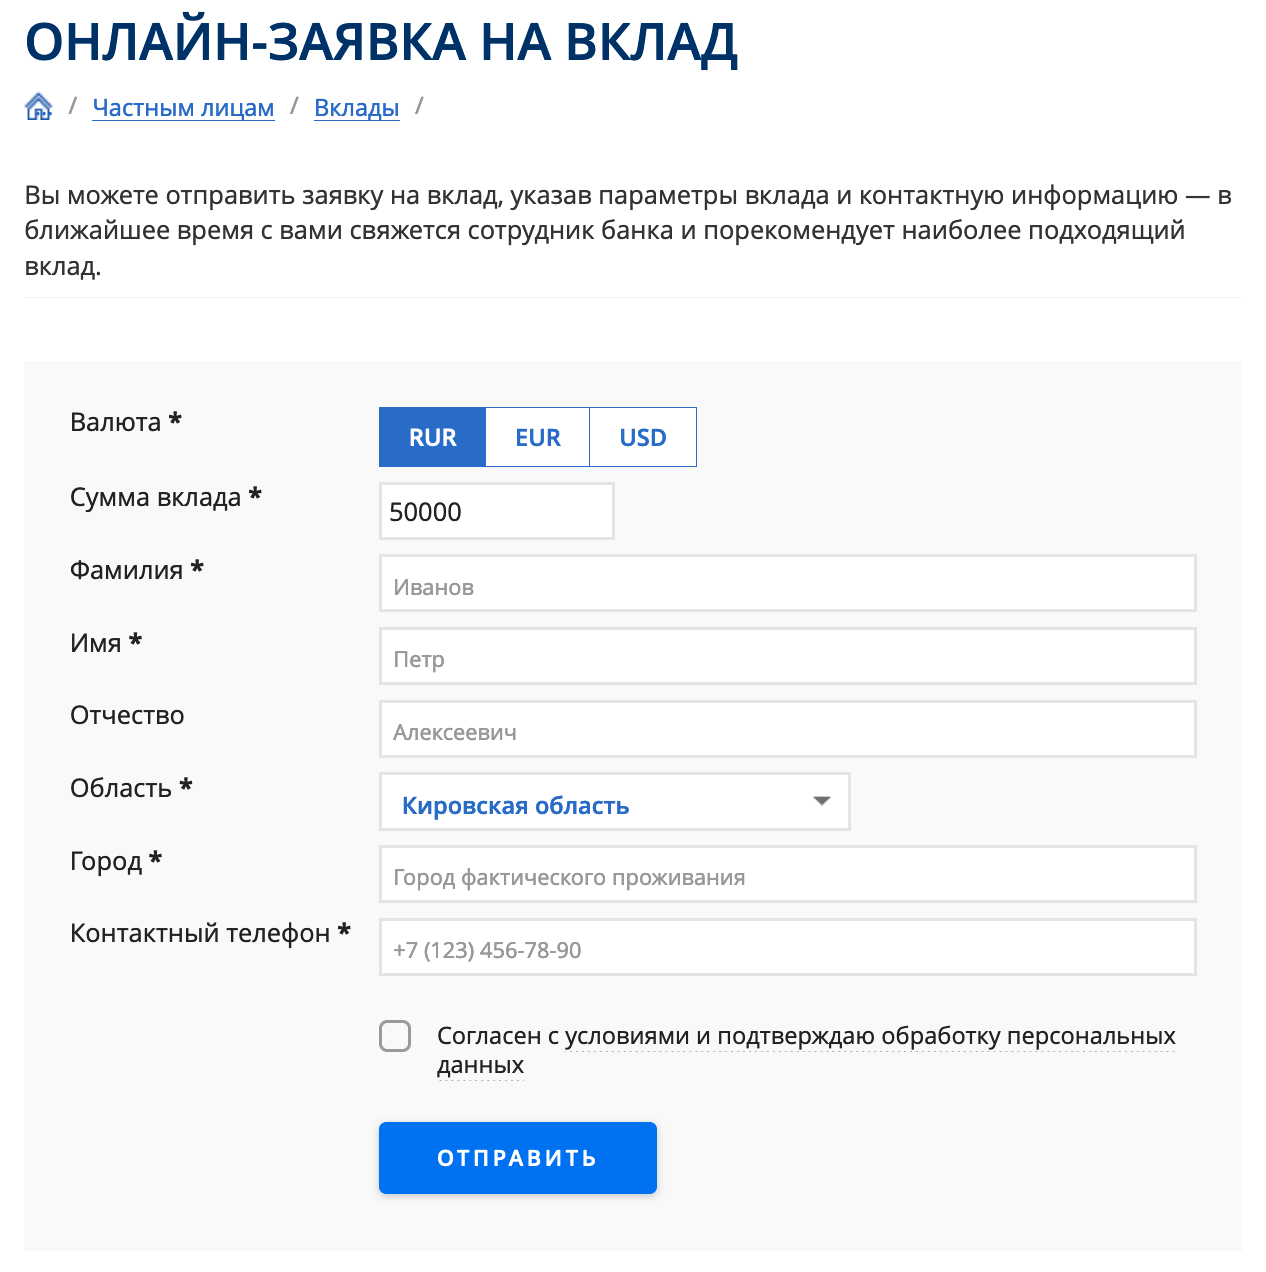 ОНЛАЙН-ЗАЯВКА НА ВКЛАД
/ Частным лицам / Вклады /
Вы можете отправить заявку на вклад, указав параметры вклада и контактную информацию — в
ближайшее время с вами свяжется сотрудник банка и порекомендует наиболее подходящий
вклад.
Валюта * RUR EUR USD
Сумма вклада * 50000
Фамилия * Иванов
Имя * Петр
Отчество Алексеевич
Область * Кировская область
Город * Город фактического проживания
Контактный телефон * +7 (123) 456-78-90
Согласен с условиями и подтверждаю обработку персональных
данных
ОТПРАВИТЬ